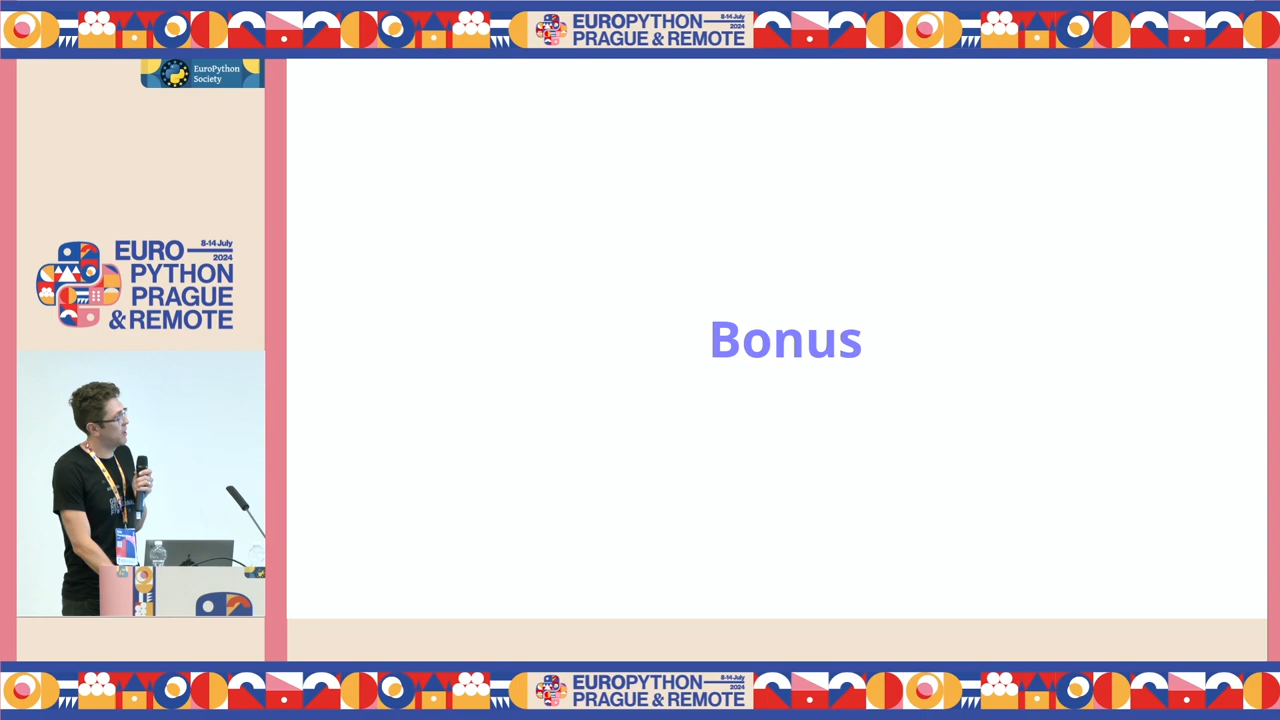 EUROPYTHON 8-14 July 2024
PRAGUE & REMOTE
EuroPython
Society
EURO 8-14 July
2024
PYTHON
PRAGUE
& REMOTE
Bonus
EUROPYTHON 8-14 July 2024
PRAGUE & REMOTE